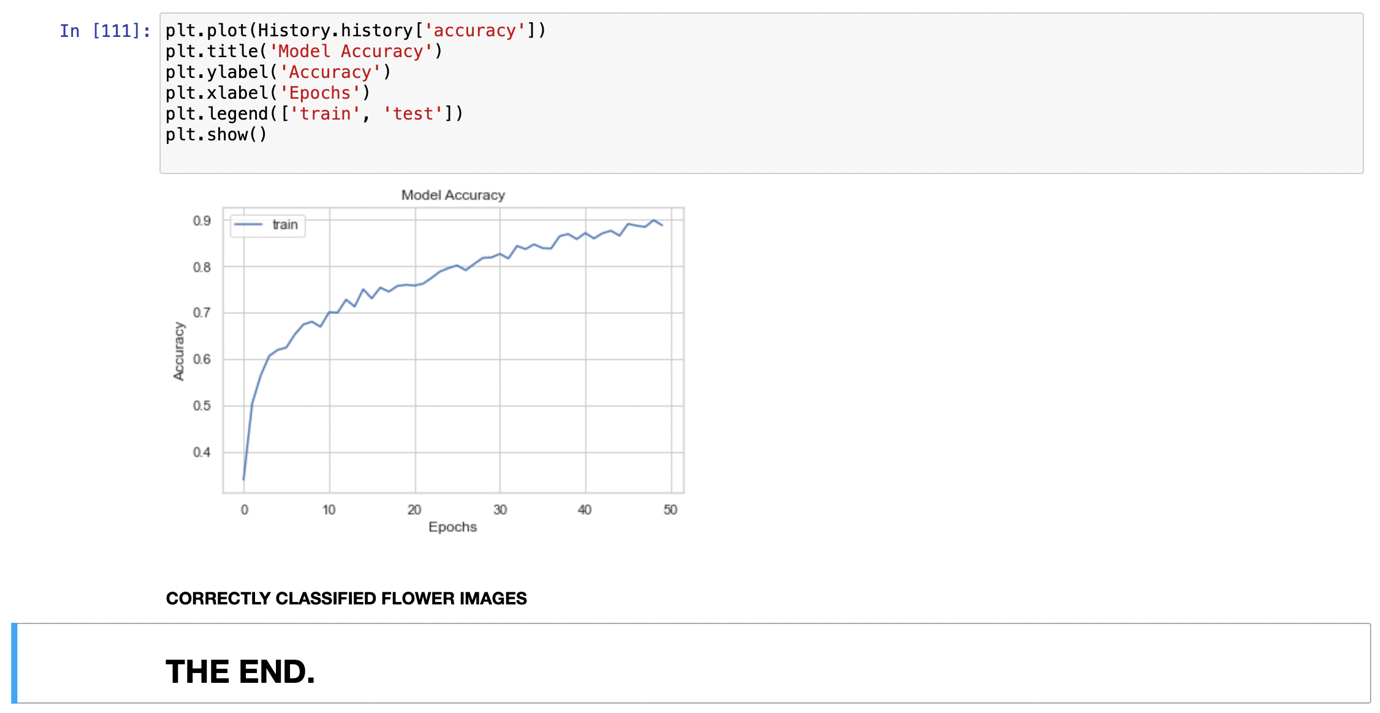 In [111]:
plt.plot(History.history['accuracy'])
plt.title('Model Accuracy')
plt.ylabel('Accuracy')
plt.xlabel('Epochs')
plt.legend(['train', 'test'])
plt.show()
Model Accuracy
train
0.9
0.8
0.7
0.6
0.5
0.4
Accuracy
0 10 20 30 40 50
Epochs
CORRECTLY CLASSIFIED FLOWER IMAGES
THE END.